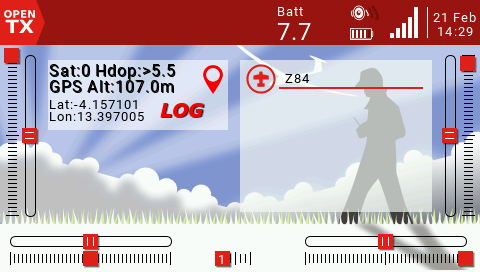 OPEN
TX
Batt
7.7
21 Feb
14:29
Sat:0 Hdop:>5.5
GPS Alt:107.0m
Lat:-4.157101
Lon:13.397005
LOG
Z84
1